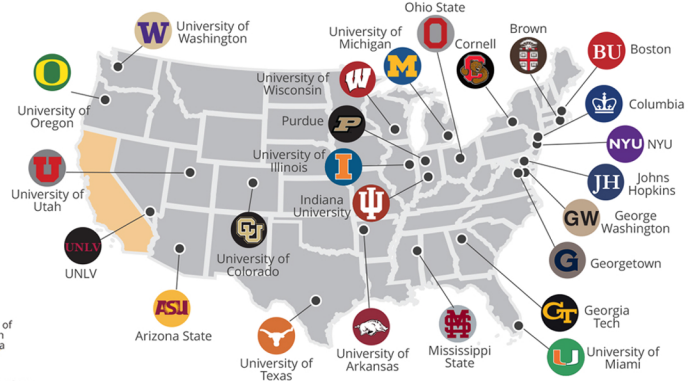 Ohio State
University of
Washington
W
University of
Michigan
M
O
Cornell
C
Brown
BU
Boston
O
University of
Oregon
University of
Wisconsin
W
Columbia
Purdue
P
NYU
NYU
University of
Illinois
I
U
University of
Utah
JH
Johns
Hopkins
Indiana
University
GW
George
Washington
UNLV
UNLV
CU
University of
Colorado
G
Georgetown
ASU
Arizona State
GT
Georgia
Tech
of
University of
Texas
University of
Arkansas
MS
Mississippi
State
U
University of
Miami